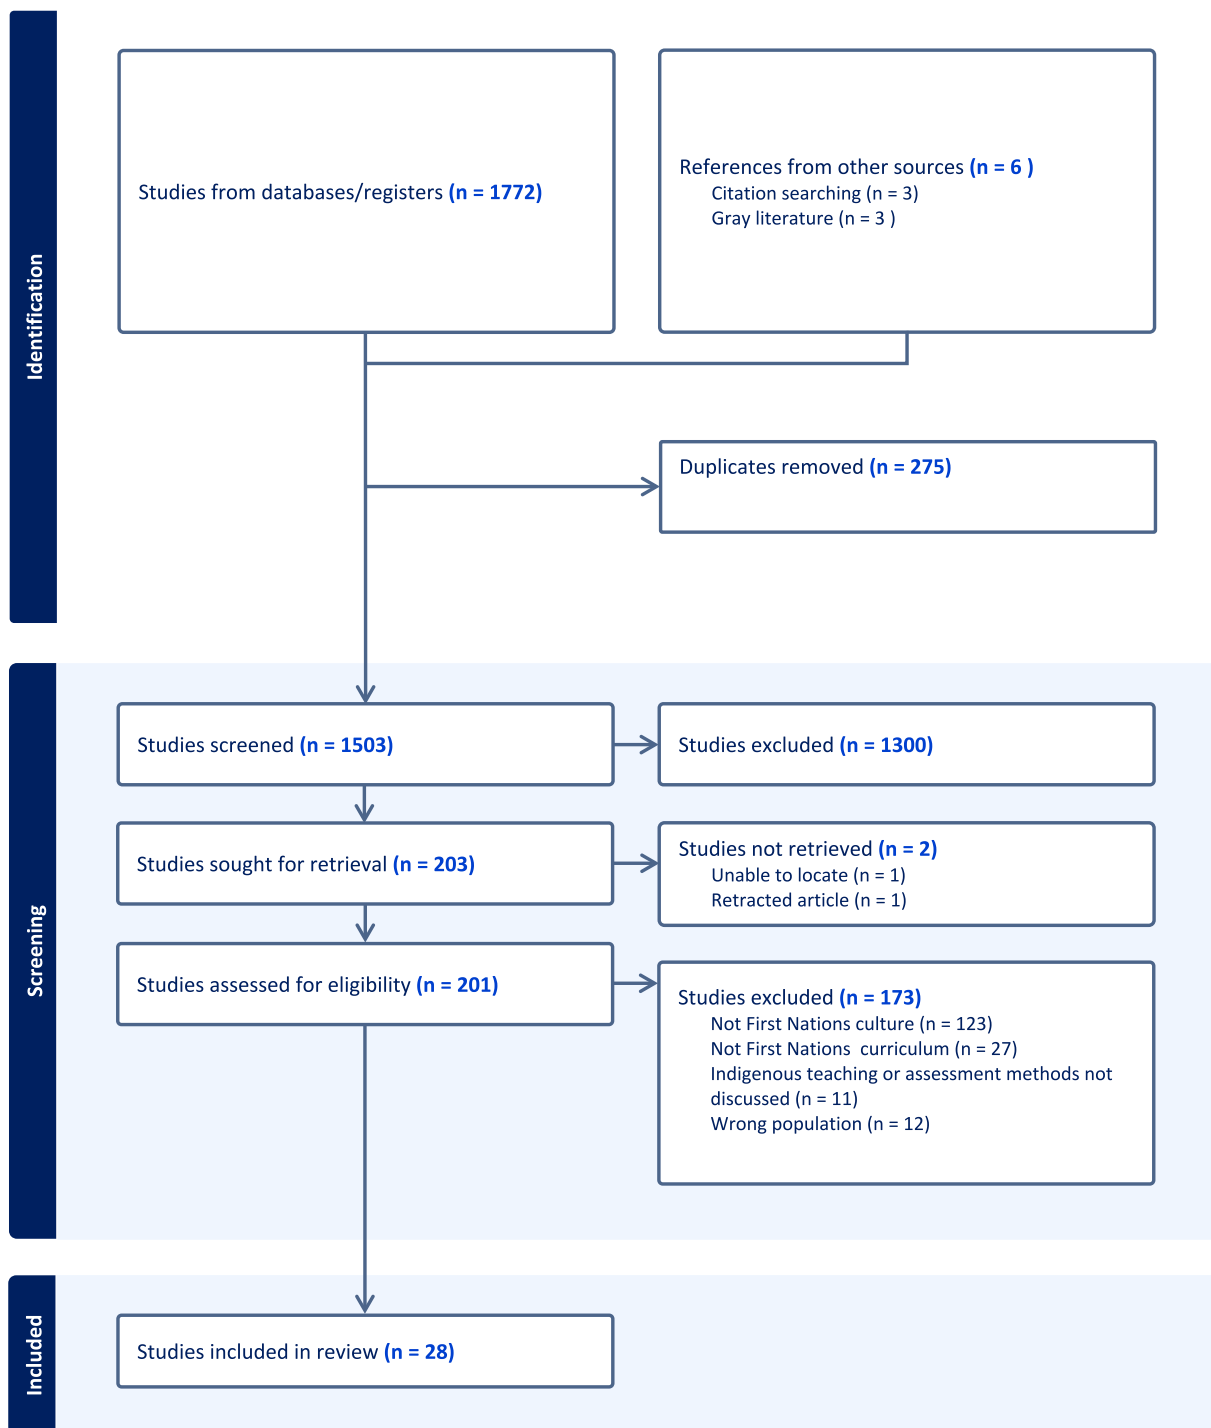 Identification
Studies from databases/registers (n = 1772)
References from other sources (n = 6 )
Citation searching (n = 3)
Gray literature (n = 3 )
Duplicates removed (n = 275)
Screening
Studies screened (n = 1503)
Studies excluded (n = 1300)
Studies sought for retrieval (n = 203)
Studies not retrieved (n = 2)
Unable to locate (n = 1)
Retracted article (n = 1)
Studies assessed for eligibility (n = 201)
Studies excluded (n = 173)
Not First Nations culture (n = 123)
Not First Nations  curriculum (n = 27)
Indigenous teaching or assessment methods not
discussed (n = 11)
Wrong population (n = 12)
Included
Studies included in review (n = 28)